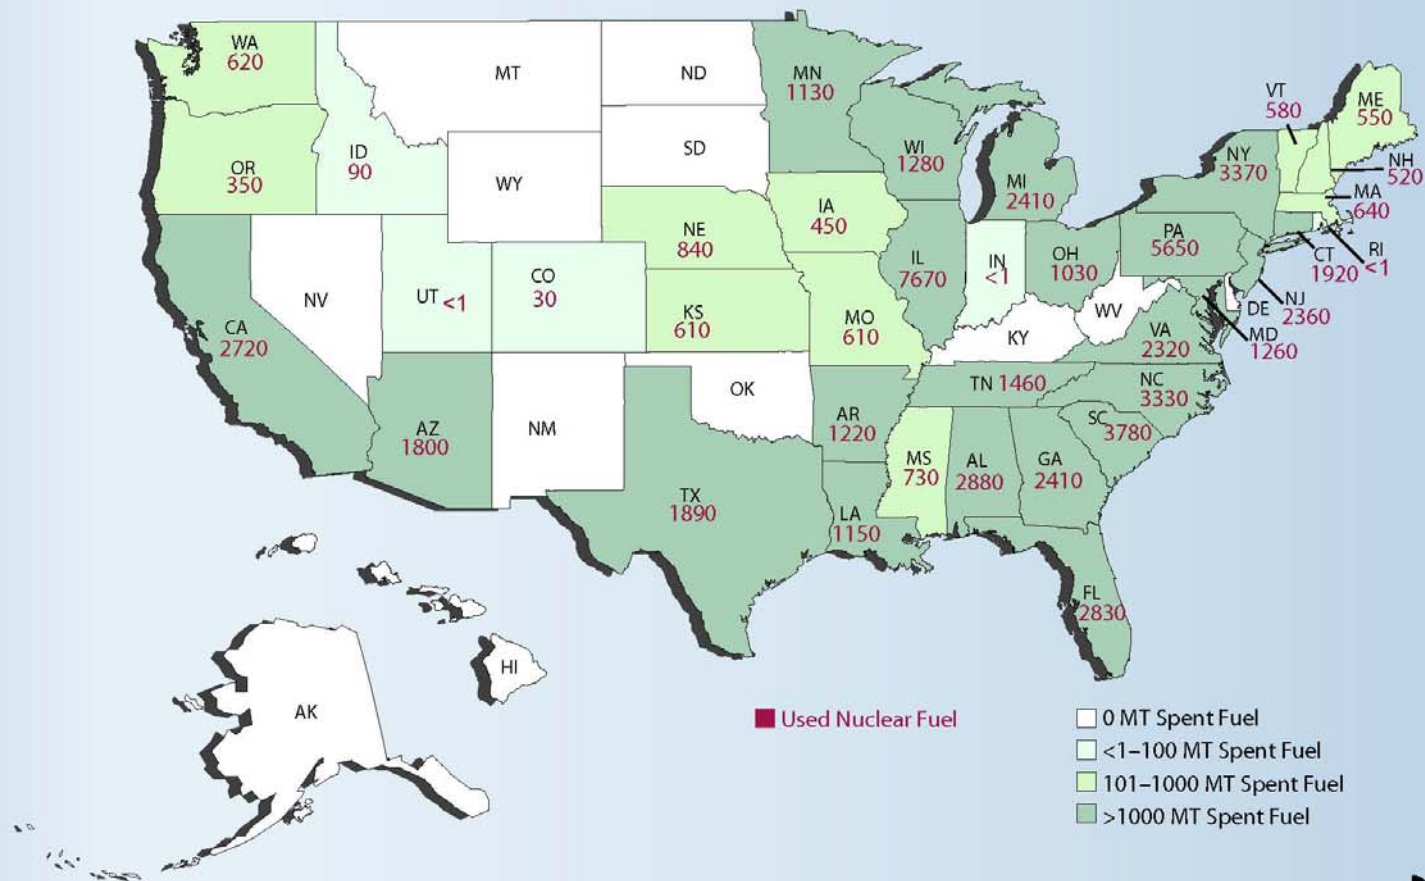 WA
620
MT
ND
MN
1130
VT
580
ME
550
OR
350
ID
90
SD
WI
1280
NY
3370
NH
520
WY
MI
2410
MA
640
NE
840
IA
450
PA
5650
RI
<1
CT
1920
NV
UT <1
CO
30
IL
7670
IN
<1
OH
1030
NJ
2360
DE
MD
1260
CA
2720
KS
610
MO
610
KY
WV
VA
2320
TN 1460
NC
3330
AZ
1800
NM
OK
AR
1220
SC 3780
MS
730
AL
2880
GA
2410
TX
1890
LA
1150
FL
2830
HI
AK
Used Nuclear Fuel
0 MT Spent Fuel
<1–100 MT Spent Fuel
101–1000 MT Spent Fuel
>1000 MT Spent Fuel